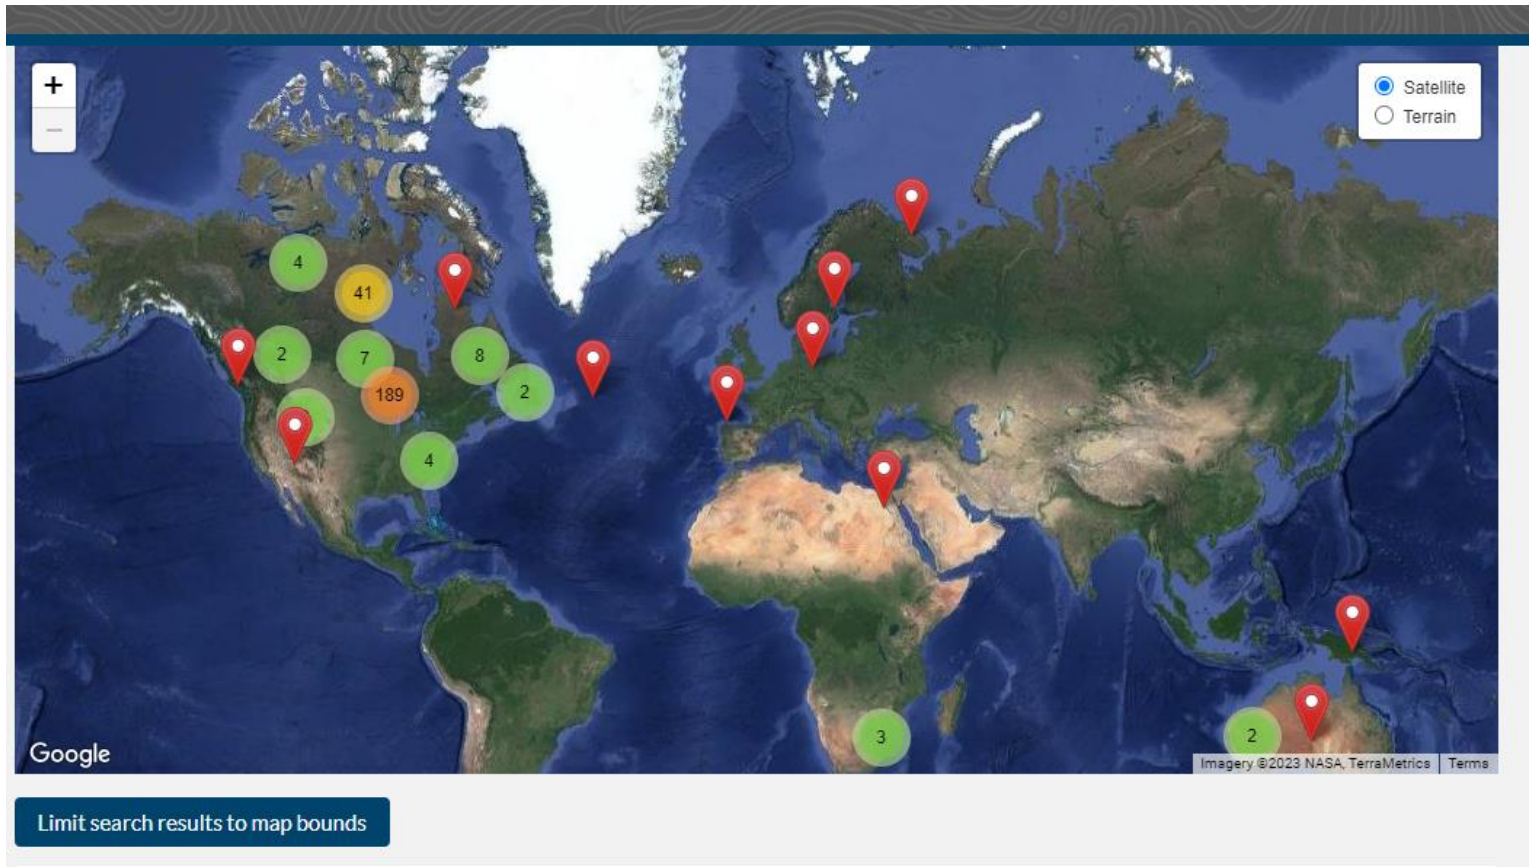 +
−
Satellite
Terrain
4
41
2
7
8
189
2
4
3
2
Google
Imagery ©2023 NASA, TerraMetrics
Terms
Limit search results to map bounds